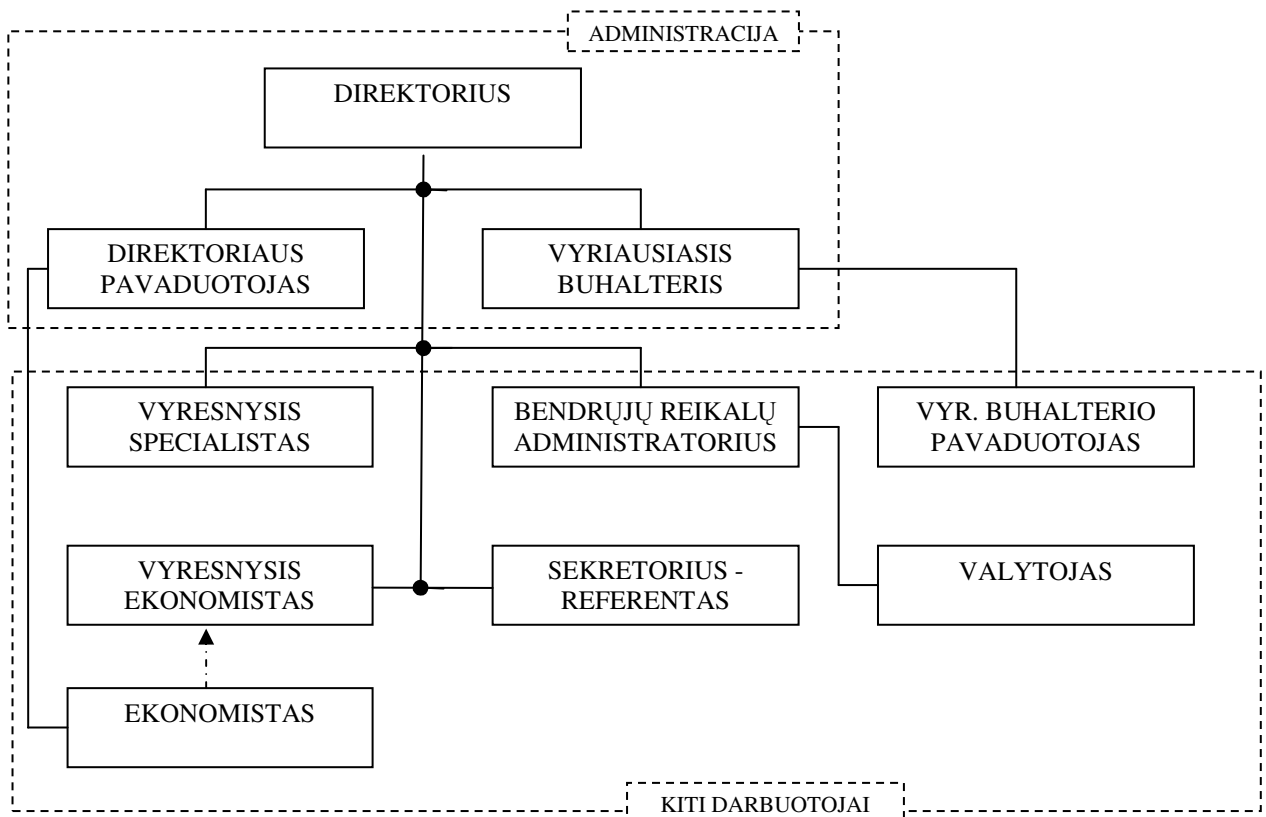 ADMINISTRACIJA
DIREKTORIUS
DIREKTORIAUS
PAVADUOTOJAS
VYRIAUSIASIS
BUHALTERIS
VYRESNYSIS
SPECIALISTAS
BENDRŲJŲ REIKALŲ
ADMINISTRATORIUS
VYR. BUHALTERIO
PAVADUOTOJAS
VYRESNYSIS
EKONOMISTAS
SEKRETORIUS -
REFERENTAS
VALYTOJAS
EKONOMISTAS
KITI DARBUOTOJAI